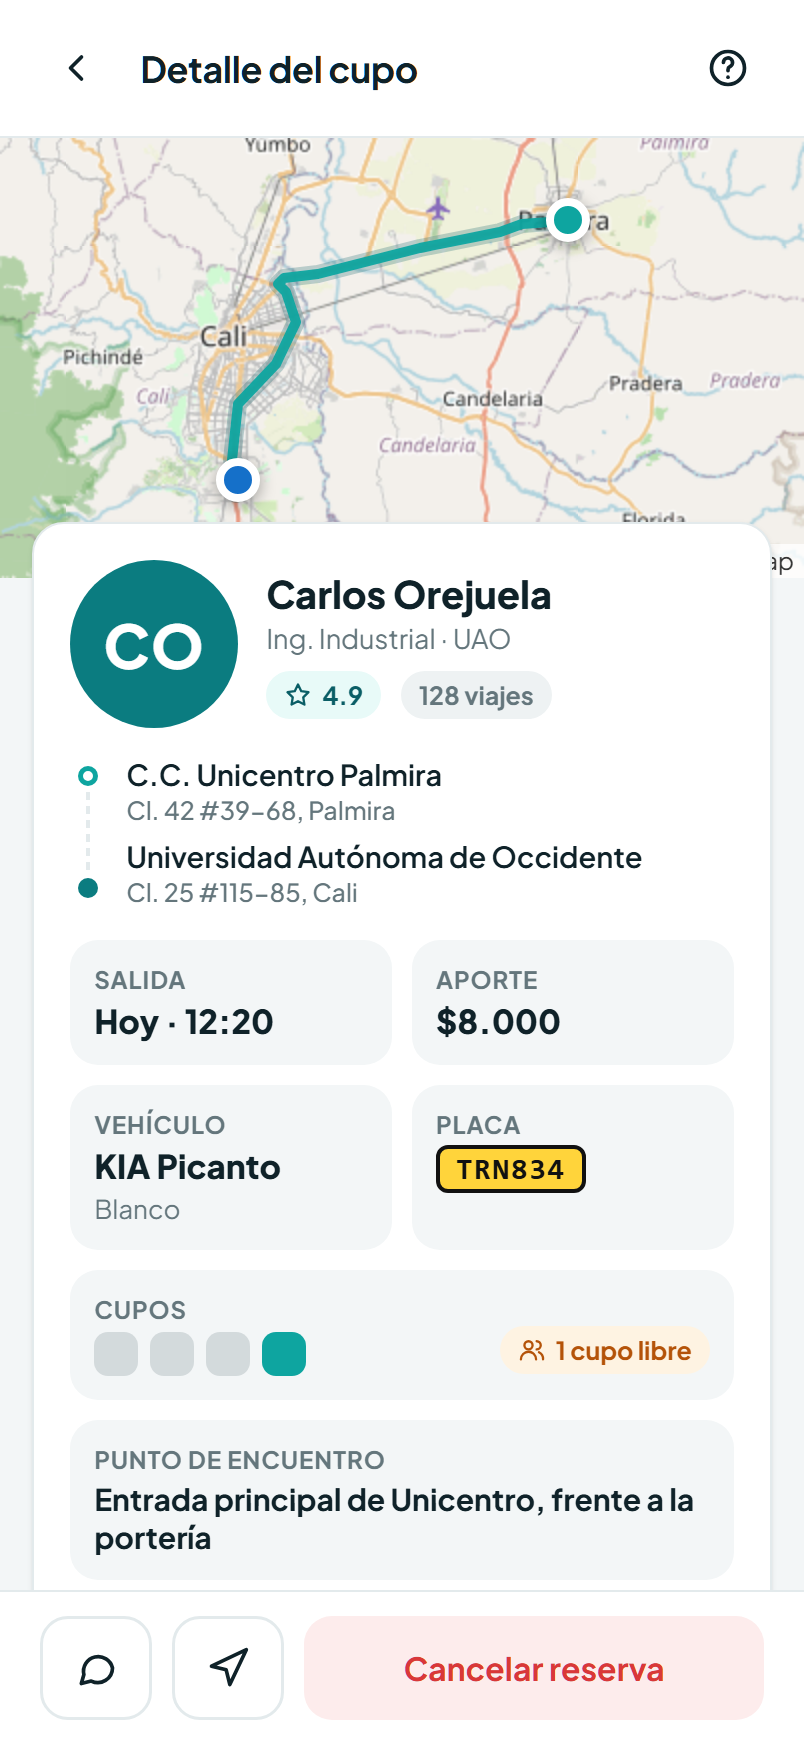 Detalle del cupo
Yumbo
Palmira
Cali
Pichindé
Cali
Candelaria
Pradera
Pradera
Candelaria
Florida
ap
CO
Carlos Orejuela
Ing. Industrial · UAO
4.9
128 viajes
C.C. Unicentro Palmira
Cl. 42 #39–68, Palmira
Universidad Autónoma de Occidente
Cl. 25 #115–85, Cali
SALIDA
Hoy · 12:20
APORTE
$8.000
VEHÍCULO
KIA Picanto
Blanco
PLACA
TRN834
CUPOS
1 cupo libre
PUNTO DE ENCUENTRO
Entrada principal de Unicentro, frente a la
portería
Cancelar reserva